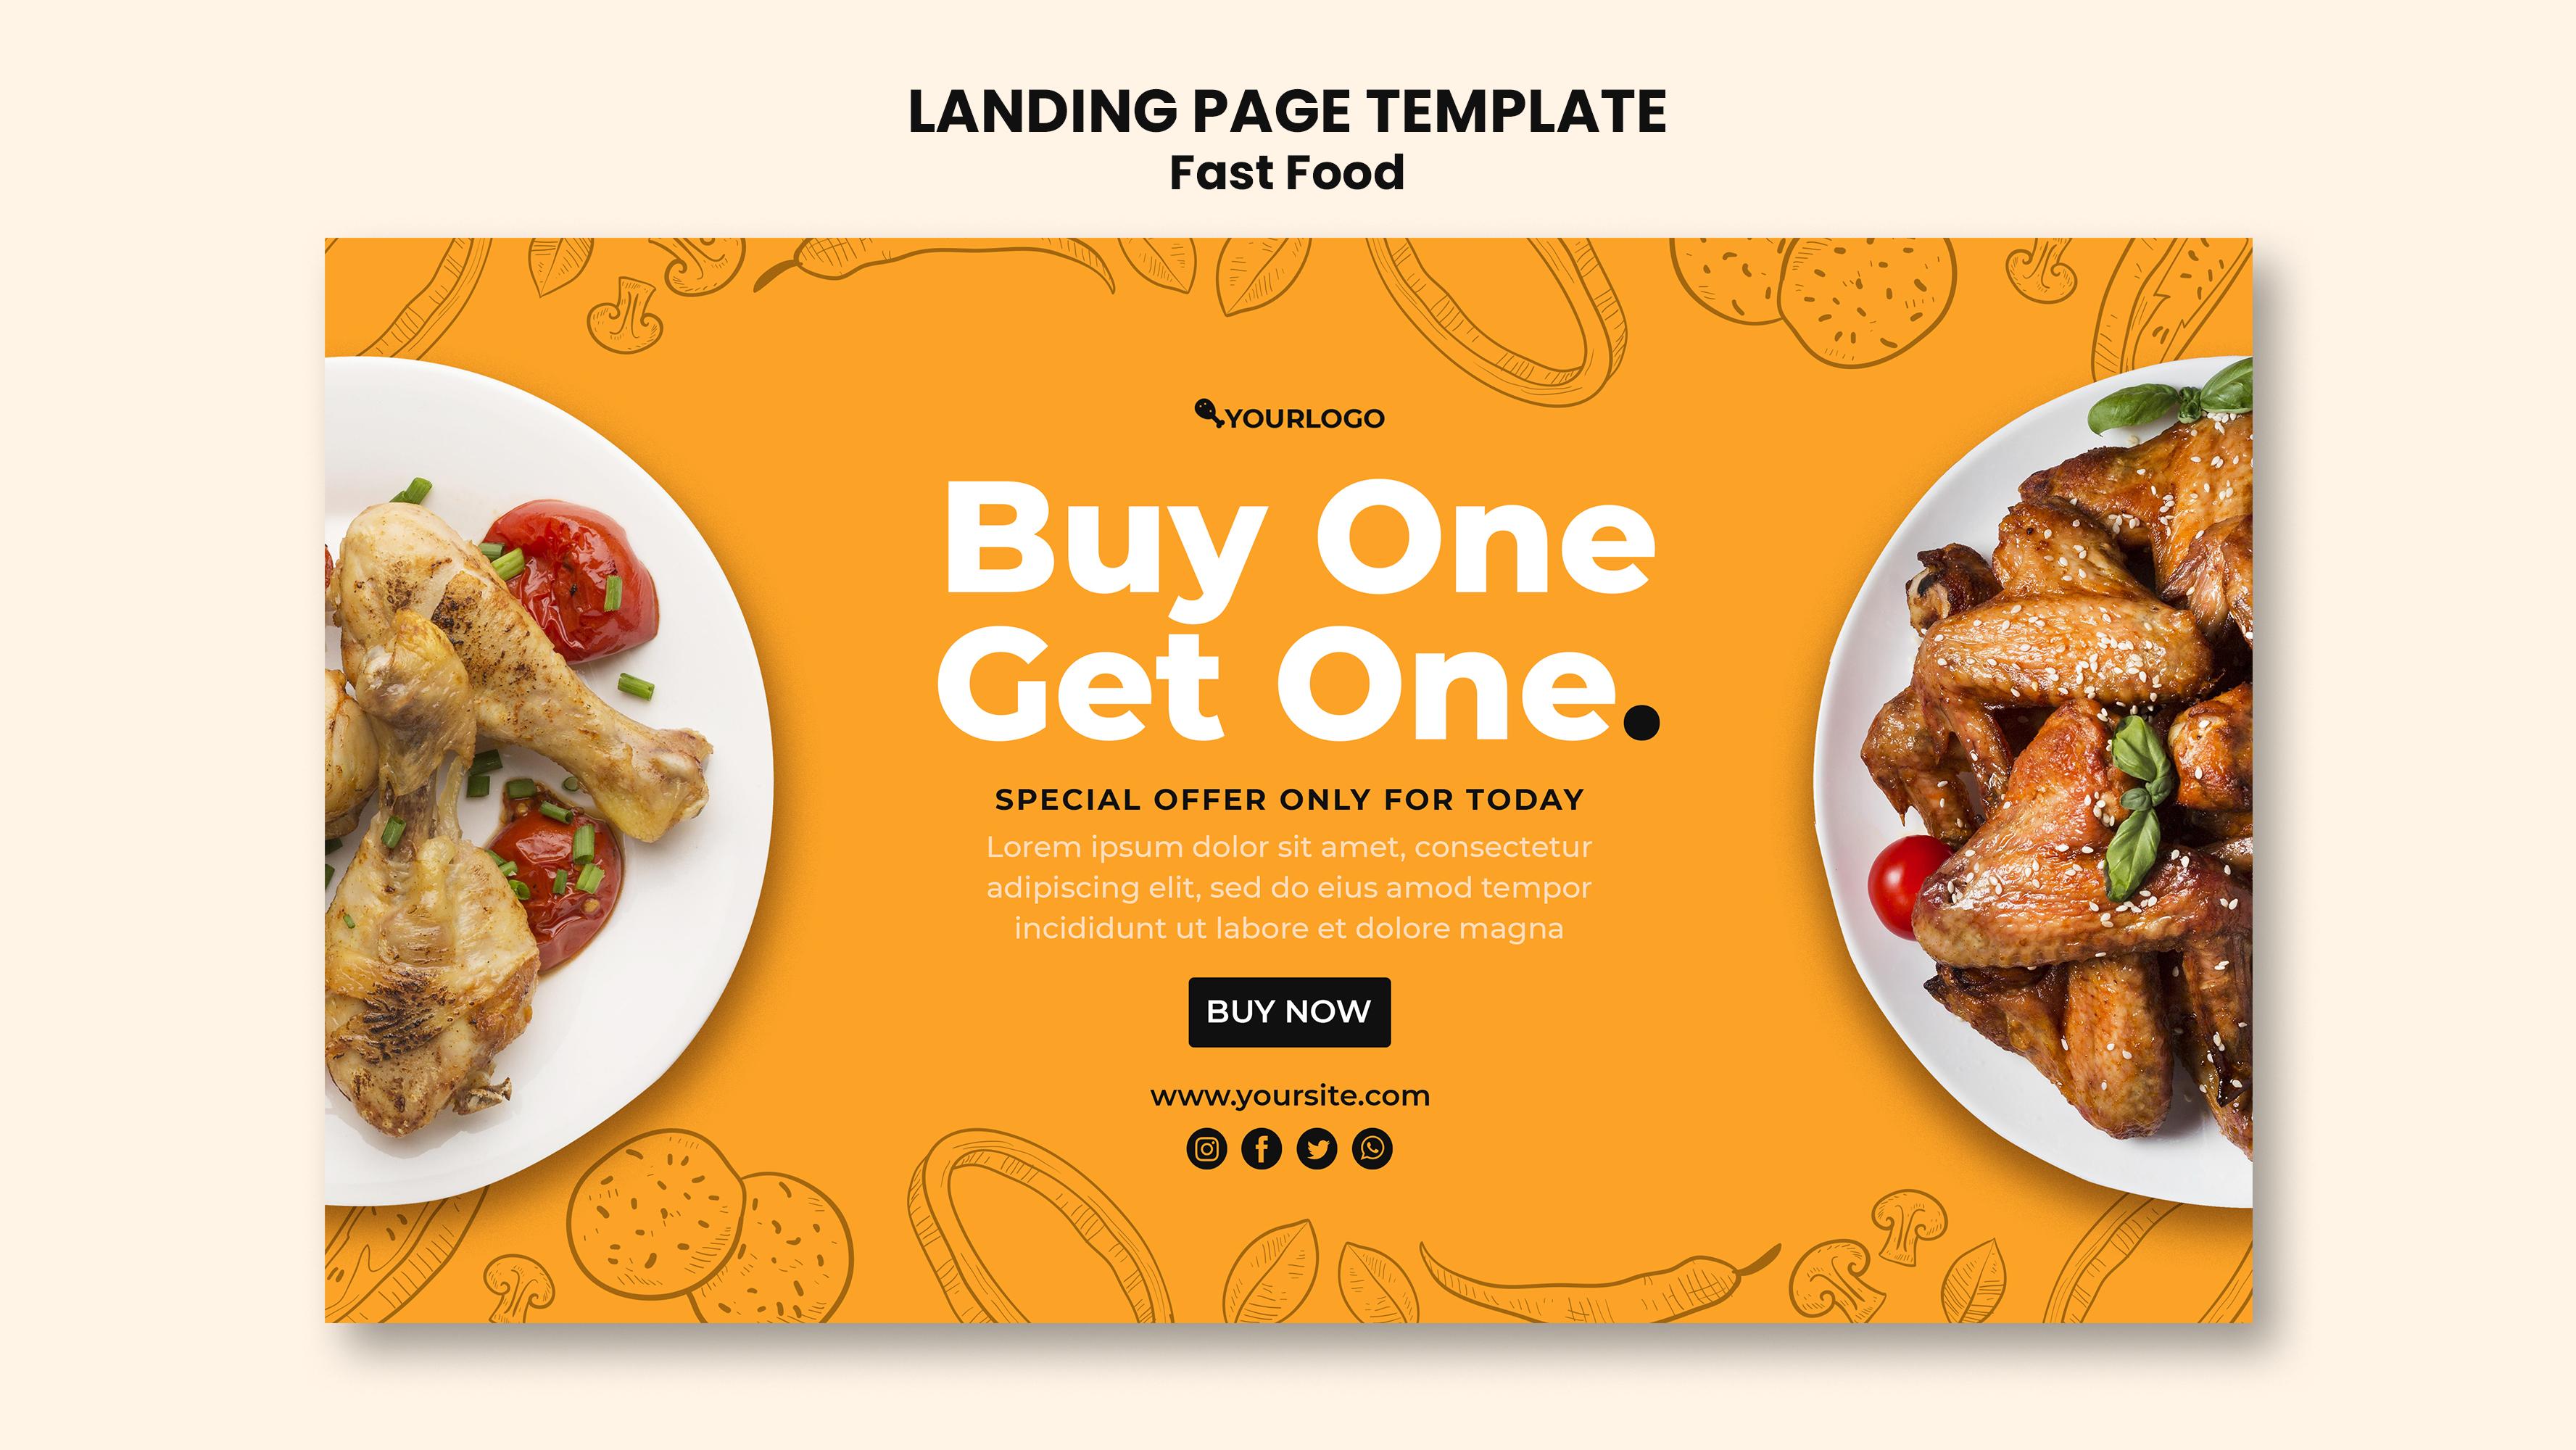 LANDING PAGE TEMPLATE
Fast Food
YOURLOGO
Buy One
Get One.
SPECIAL OFFER ONLY FOR TODAY
Lorem ipsum dolor sit amet, consectetur
adipiscing elit, sed do eius amod tempor
incididunt ut labore et dolore magna
BUY NOW
www.yoursite.com